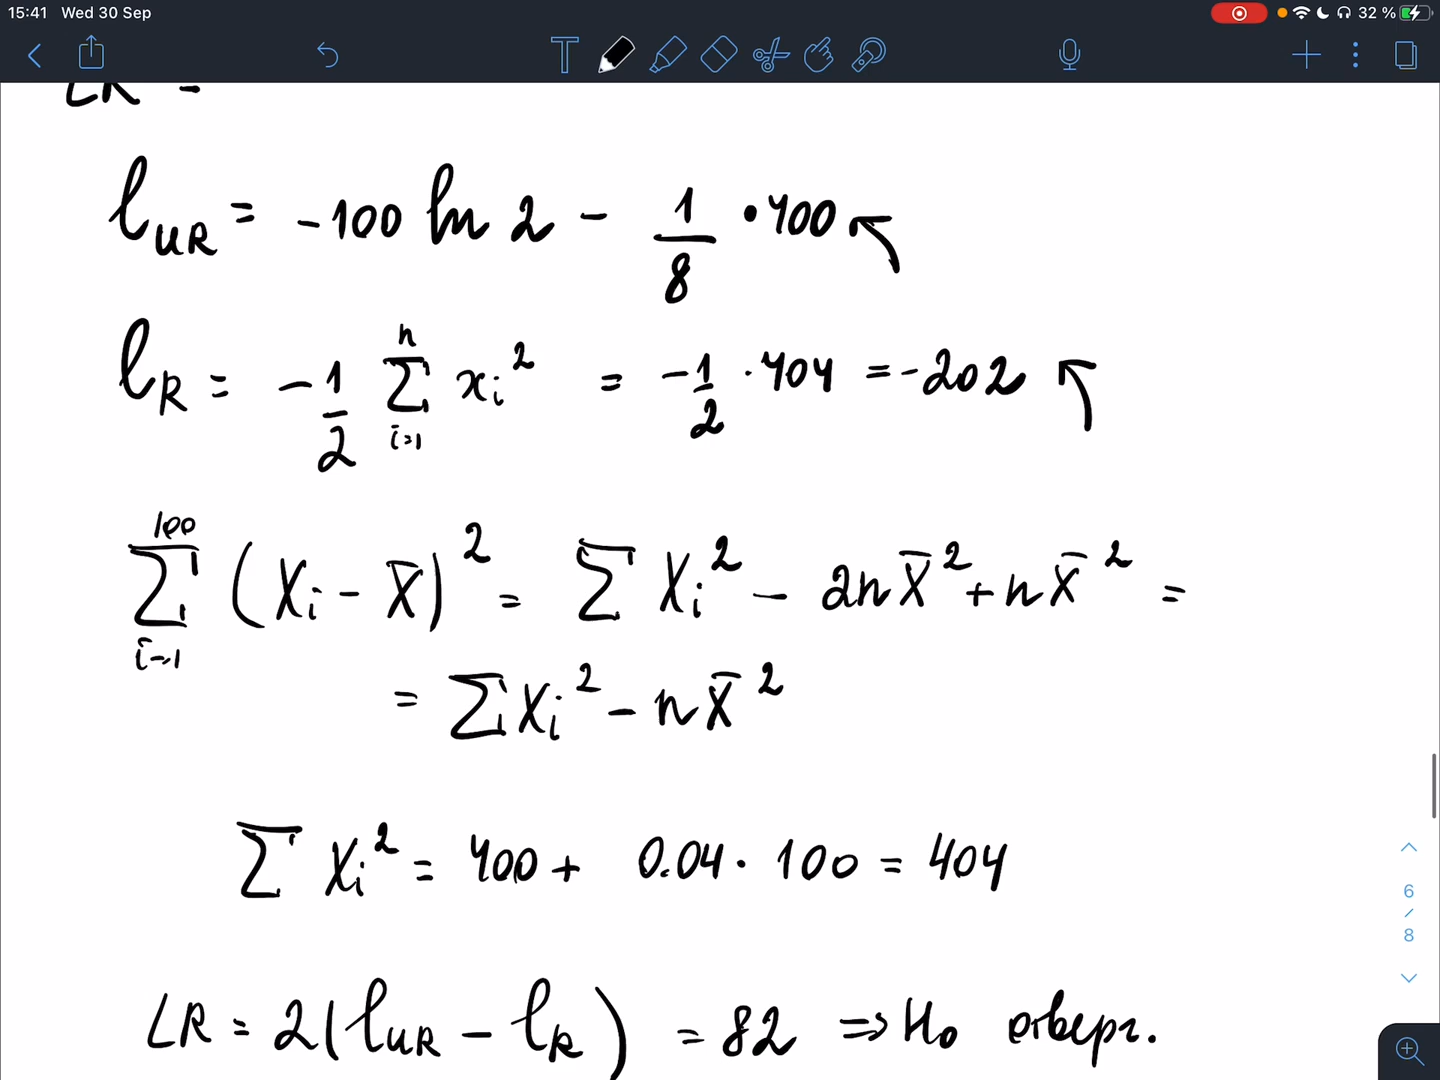 15:41 Wed 30 Sep 32 %
LR =
l_UR = -100 ln 2 - 1/8 · 400
l_R = -1/2 ∑_{i=1}^{n} x_i^2 = -1/2 · 404 = -202
∑_{i=1}^{100} (X_i - X̄)^2 = ∑ X_i^2 - 2nX̄^2 + nX̄^2 =
= ∑ X_i^2 - nX̄^2
∑ X_i^2 = 400 + 0.04 · 100 = 404
LR = 2(l_UR - l_R) = 82 ⇒ H_0 отверг.
6
/
8